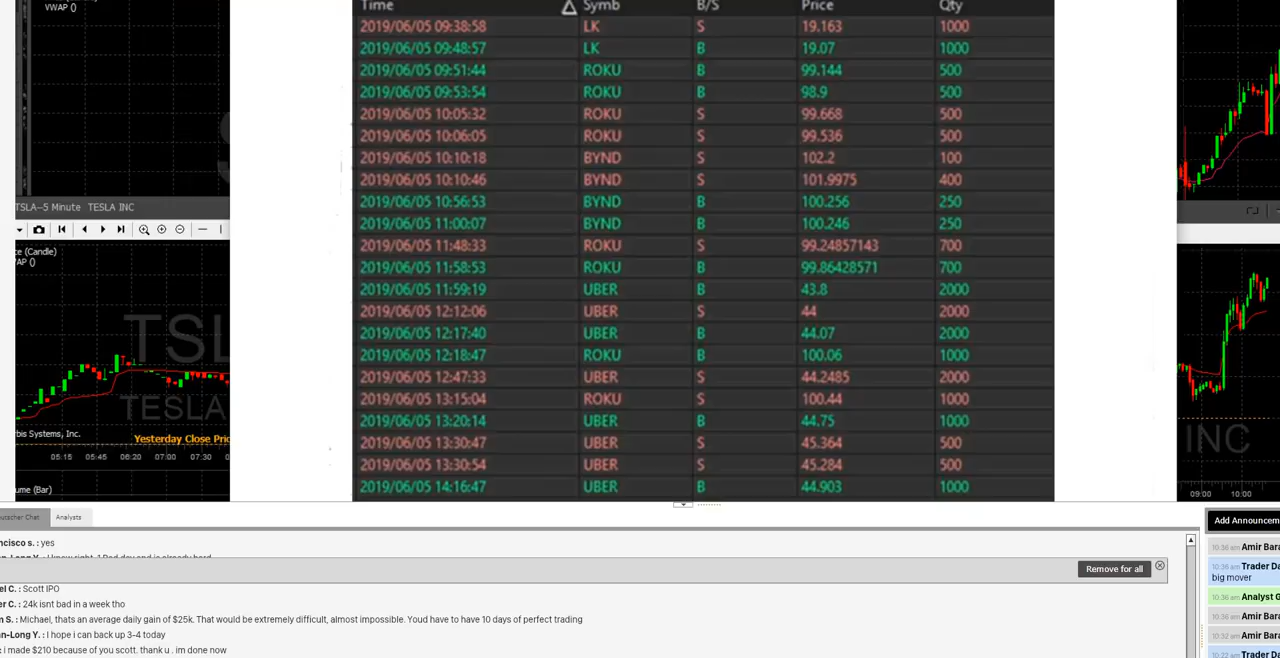 VWAP ()
Time Symb B/S Price Qty
2019/06/05 09:38:58 LK S 19.163 1000
2019/06/05 09:48:57 LK B 19.07 1000
2019/06/05 09:51:44 ROKU B 99.144 500
2019/06/05 09:53:54 ROKU B 98.9 500
2019/06/05 10:05:32 ROKU S 99.668 500
2019/06/05 10:06:05 ROKU S 99.536 500
2019/06/05 10:10:18 BYND S 102.2 100
2019/06/05 10:10:46 BYND S 101.9975 400
2019/06/05 10:56:53 BYND B 100.256 250
2019/06/05 11:00:07 BYND B 100.246 250
2019/06/05 11:48:33 ROKU S 99.24857143 700
2019/06/05 11:58:53 ROKU B 99.86428571 700
2019/06/05 11:59:19 UBER B 43.8 2000
2019/06/05 12:12:06 UBER S 44 2000
2019/06/05 12:17:40 UBER B 44.07 2000
2019/06/05 12:18:47 ROKU B 100.06 1000
2019/06/05 12:47:33 UBER S 44.2485 2000
2019/06/05 13:15:04 ROKU S 100.44 1000
2019/06/05 13:20:14 UBER B 44.75 1000
2019/06/05 13:30:47 UBER S 45.364 500
2019/06/05 13:30:54 UBER S 45.284 500
2019/06/05 14:16:47 UBER B 44.903 1000
TSLA--5 Minute TESLA INC
ce (Candle)
VAP ()
TSL
TESLA
rbis Systems, Inc.
Yesterday Close Pric
05:15 05:45 06:20 07:00 07:30
ume (Bar)
INC
09:00 10:00
utscher Chat Analysts
ncisco s. : yes
Remove for all
el C. : Scott IPO
er C. : 24k isnt bad in a week tho
n S. : Michael, thats an average daily gain of $25k. That would be extremely difficult, almost impossible. Youd have to have 10 days of perfect trading
n-Long Y. : I hope i can back up 3-4 today
: i made $210 because of you scott. thank u . im done now
Add Announcem
10:36 am Amir Bara
10:36 am Trader Da
big mover
10:36 am Analyst G
10:36 am Amir Bara
10:32 am Amir Bara
10:22 am Trader Da